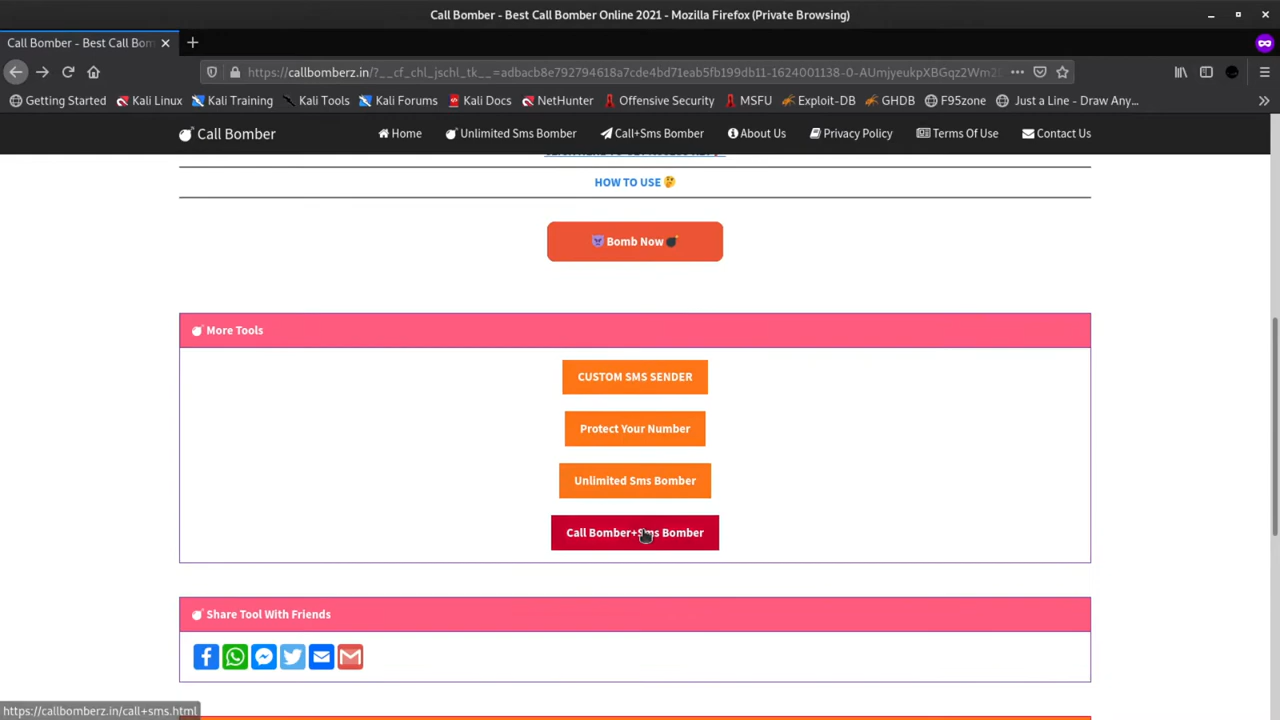 Call Bomber - Best Call Bomber Online 2021 - Mozilla Firefox (Private Browsing)
Call Bomber - Best Call Bom
https://callbomberz.in/?__cf_chl_jschl_tk__=adbacb8e792794618a7cde4bd71eab5fb199db11-1624001138-0-AUmjyeukpXBGqz2Wm2
Getting Started Kali Linux Kali Training Kali Tools Kali Forums Kali Docs NetHunter Offensive Security MSFU Exploit-DB GHDB F95zone Just a Line - Draw Any...
Call Bomber Home Unlimited Sms Bomber Call+Sms Bomber About Us Privacy Policy Terms Of Use Contact Us
HOW TO USE 🤔
👿 Bomb Now 💣
More Tools
CUSTOM SMS SENDER
Protect Your Number
Unlimited Sms Bomber
Call Bomber+Sms Bomber
Share Tool With Friends
https://callbomberz.in/call+sms.html